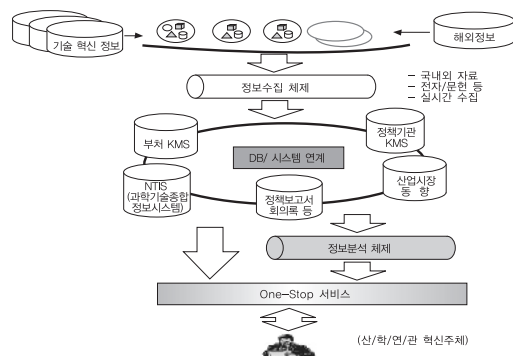 기술 혁신 정보
해외정보
정보수집 체제
– 국내외 자료
– 전자/문헌 등
– 실시간 수집
부처 KMS
정책기관
KMS
DB/ 시스템 연계
NTIS
(과학기술종합
정보시스템)
정책보고서
회의록 등
산업시장
동 향
정보분석 체제
One–Stop 서비스
(산/학/연/관 혁신주체)